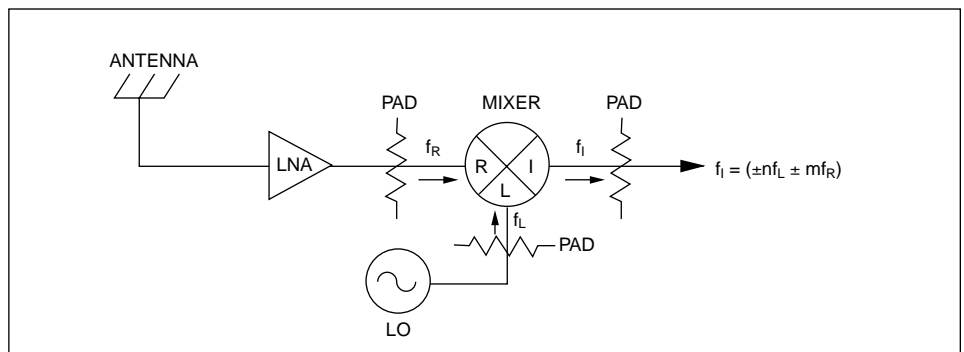 ANTENNA
PAD
MIXER
PAD
LNA
f_R
R
I
L
f_I
f_I = (±nf_L ± mf_R)
f_L
PAD
LO